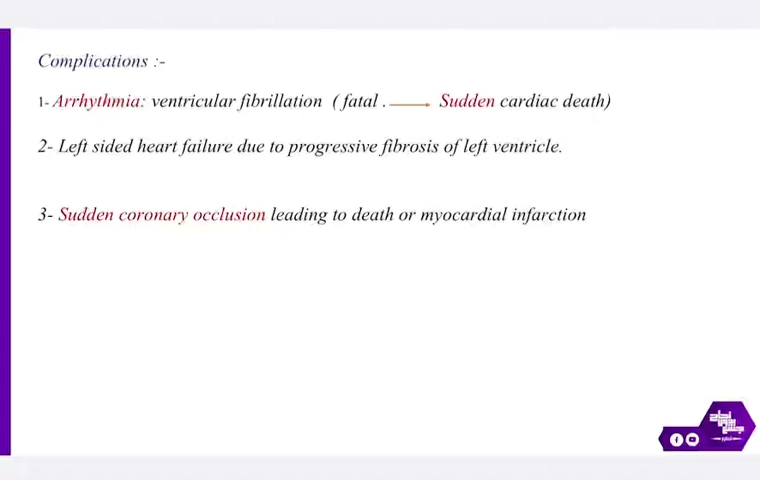 Complications :-
1- Arrhythmia: ventricular fibrillation ( fatal . → Sudden cardiac death)
2- Left sided heart failure due to progressive fibrosis of left ventricle.
3- Sudden coronary occlusion leading to death or myocardial infarction